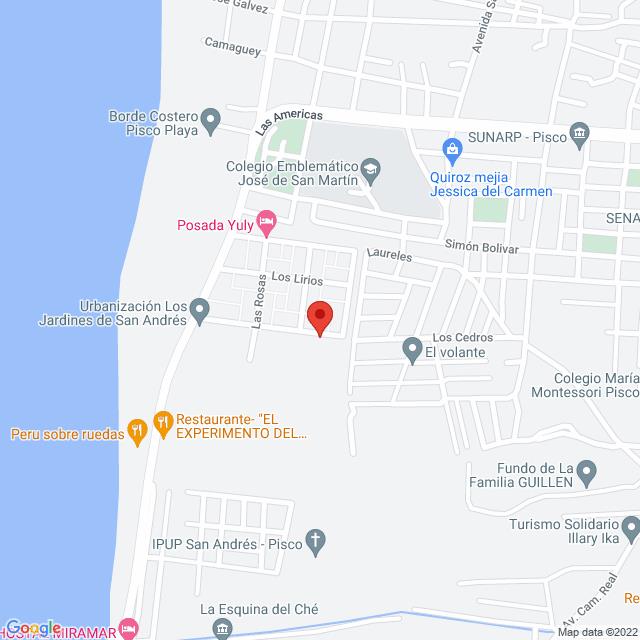 se Galvez
Camaguey
Avenida Sa
Borde Costero
Pisco Playa
Las Americas
SUNARP - Pisco
Colegio Emblemático
José de San Martín
Quiroz mejia
Jessica del Carmen
Posada Yuly
SENA
Simón Bolivar
Laureles
Los Lirios
Las Rosas
Urbanización Los
Jardines de San Andrés
Los Cedros
El volante
Colegio María
Montessori Pisco
Restaurante- "EL
EXPERIMENTO DEL...
Peru sobre ruedas
Fundo de La
Familia GUILLEN
Turismo Solidario
Illary Ika
IPUP San Andrés - Pisco
Av. Cam. Real
Re
La Esquina del Ché
HOSTAL MIRAMAR
Google
Map data ©2022